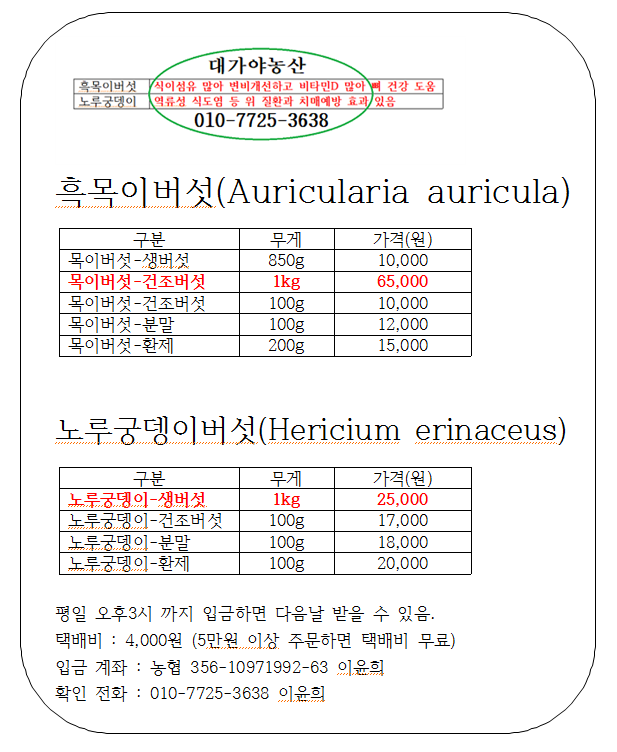 대가야농산
흑목이버섯 식이섬유 많아 변비개선하고 비타민D 많아 뼈 건강 도움
노루궁뎅이 역류성 식도염 등 위 질환과 치매예방 효과 있음
010-7725-3638
흑목이버섯(Auricularia auricula)
구분 무게 가격(원)
목이버섯-생버섯 850g 10,000
목이버섯-건조버섯 1kg 65,000
목이버섯-건조버섯 100g 10,000
목이버섯-분말 100g 12,000
목이버섯-환제 200g 15,000
노루궁뎅이버섯(Hericium erinaceus)
구분 무게 가격(원)
노루궁뎅이-생버섯 1kg 25,000
노루궁뎅이-건조버섯 100g 17,000
노루궁뎅이-분말 100g 18,000
노루궁뎅이-환제 100g 20,000
평일 오후3시 까지 입금하면 다음날 받을 수 있음.
택배비 : 4,000원 (5만원 이상 주문하면 택배비 무료)
입금 계좌 : 농협 356-10971992-63 이윤희
확인 전화 : 010-7725-3638 이윤희